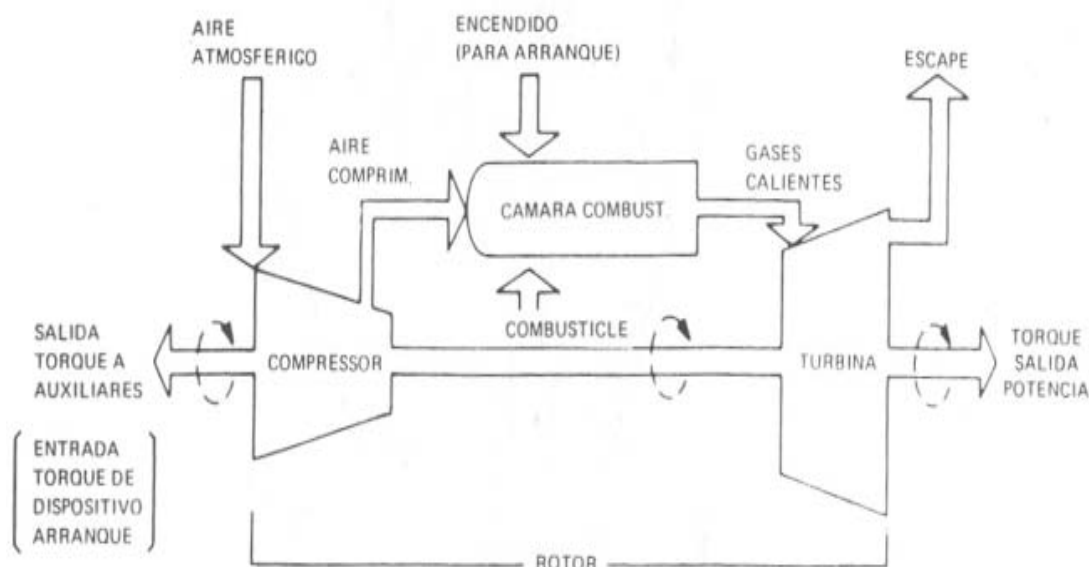 AIRE
ATMOSFERIGO
ENCENDIDO
(PARA ARRANQUE)
ESCAPE
AIRE
COMPRIM.
GASES
CALIENTES
CAMARA COMBUST.
COMBUSTICLE
SALIDA
TORQUE A
AUXILIARES
COMPRESSOR
TURBINA
TORQUE
SALIDA
POTENCIA
ENTRADA
TORQUE DE
DISPOSITIVO
ARRANQUE
ROTOR